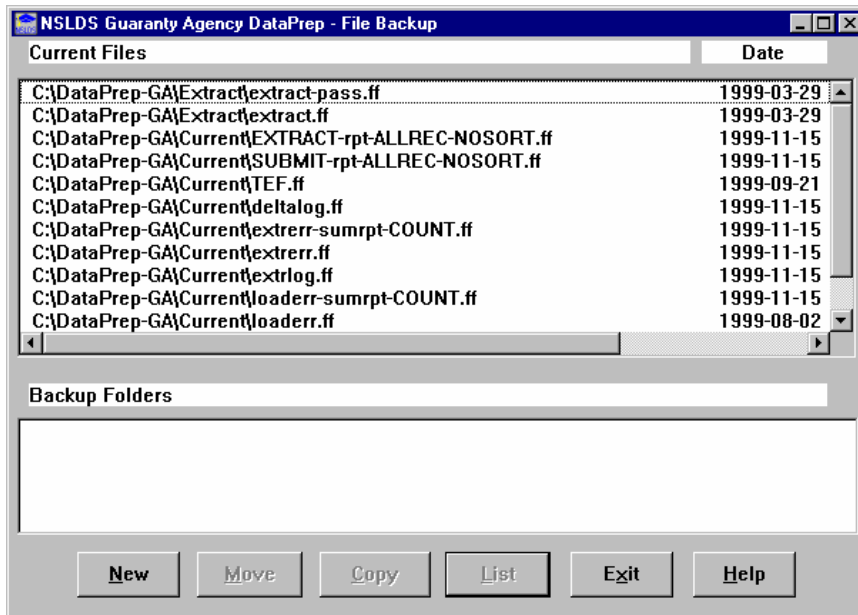 NSLDS Guaranty Agency DataPrep - File Backup
Current Files Date
C:\DataPrep-GA\Extract\extract-pass.ff 1999-03-29
C:\DataPrep-GA\Extract\extract.ff 1999-03-29
C:\DataPrep-GA\Current\EXTRACT-rpt-ALLREC-NOSORT.ff 1999-11-15
C:\DataPrep-GA\Current\SUBMIT-rpt-ALLREC-NOSORT.ff 1999-11-15
C:\DataPrep-GA\Current\TEF.ff 1999-09-21
C:\DataPrep-GA\Current\deltalog.ff 1999-11-15
C:\DataPrep-GA\Current\extrerr-sumrpt-COUNT.ff 1999-11-15
C:\DataPrep-GA\Current\extrerr.ff 1999-11-15
C:\DataPrep-GA\Current\extrlog.ff 1999-11-15
C:\DataPrep-GA\Current\loaderr-sumrpt-COUNT.ff 1999-11-15
C:\DataPrep-GA\Current\loaderr.ff 1999-08-02
Backup Folders
New Move Copy List Exit Help